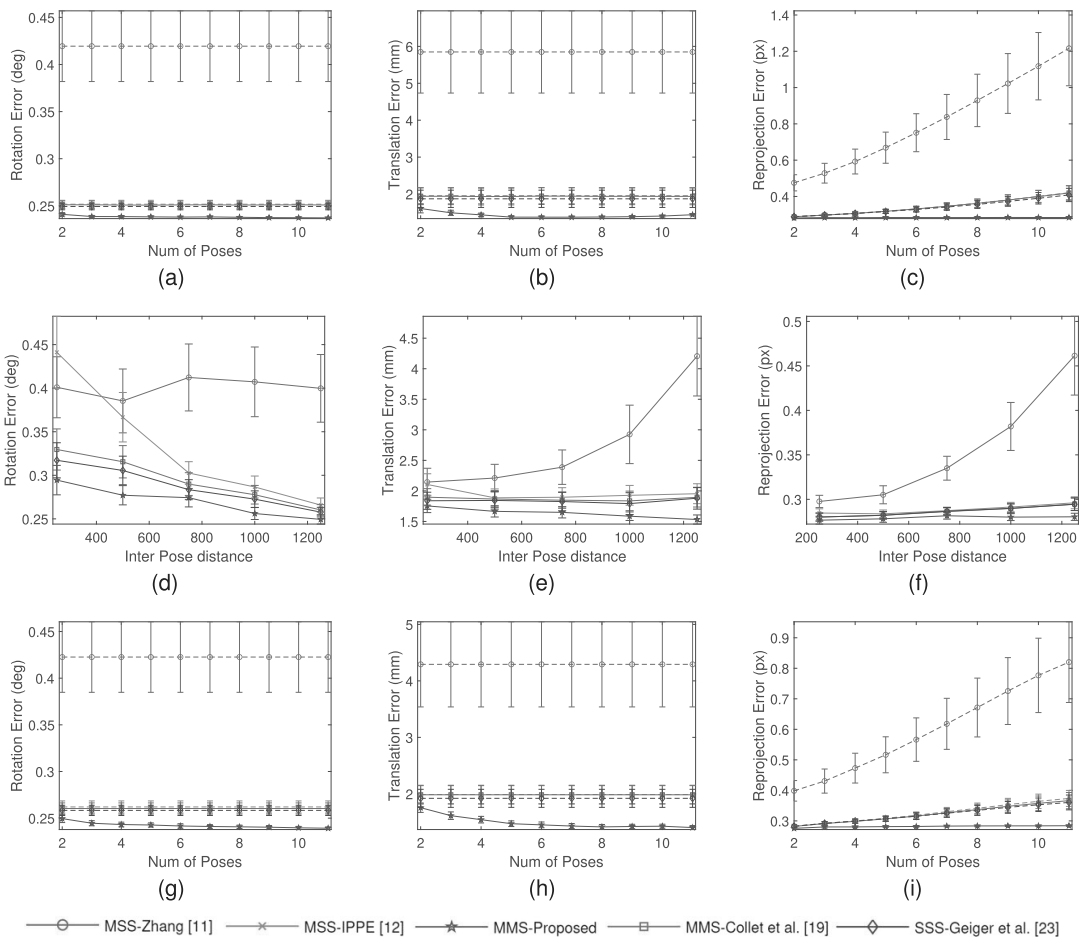 0.45
0.4
0.35
0.3
0.25
Rotation Error (deg)
2 4 6 8 10
Num of Poses
(a)
6
5
4
3
2
Translation Error (mm)
2 4 6 8 10
Num of Poses
(b)
1.4
1.2
1
0.8
0.6
0.4
Reprojection Error (px)
2 4 6 8 10
Num of Poses
(c)
0.45
0.4
0.35
0.3
0.25
Rotation Error (deg)
400 600 800 1000 1200
Inter Pose distance
(d)
4.5
4
3.5
3
2.5
2
1.5
Translation Error (mm)
400 600 800 1000 1200
Inter Pose distance
(e)
0.5
0.45
0.4
0.35
0.3
Reprojection Error (px)
200 400 600 800 1000 1200
Inter Pose distance
(f)
0.45
0.4
0.35
0.3
0.25
Rotation Error (deg)
2 4 6 8 10
Num of Poses
(g)
5
4
3
2
Translation Error (mm)
2 4 6 8 10
Num of Poses
(h)
0.9
0.8
0.7
0.6
0.5
0.4
0.3
Reprojection Error (px)
2 4 6 8 10
Num of Poses
(i)
MSS-Zhang [11] MSS-IPPE [12] MMS-Proposed MMS-Collet et al. [19] SSS-Geiger et al. [23]